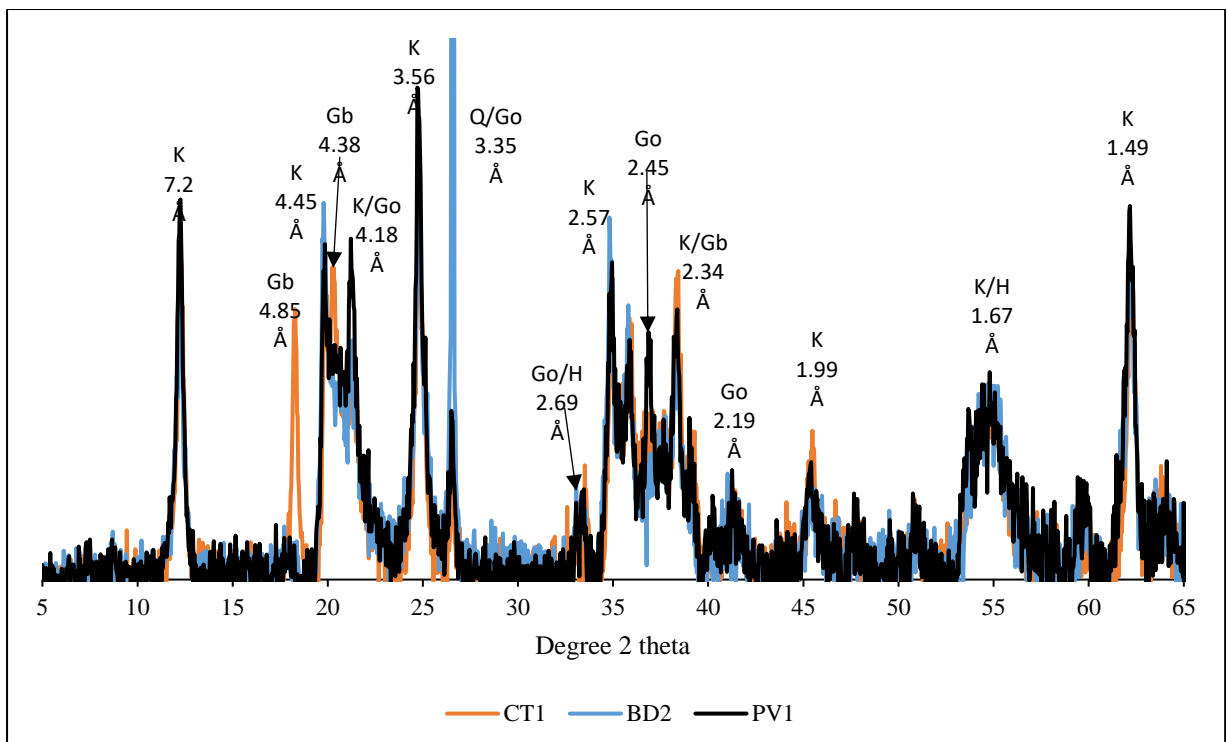 K
7.2
Å
Gb
4.85
Å
K
4.45
Å
Gb
4.38
Å
K/Go
4.18
Å
K
3.56
Å
Q/Go
3.35
Å
Go/H
2.69
Å
K
2.57
Å
Go
2.45
Å
K/Gb
2.34
Å
Go
2.19
Å
K
1.99
Å
K/H
1.67
Å
K
1.49
Å
5 10 15 20 25 30 35 40 45 50 55 60 65
Degree 2 theta
CT1 BD2 PV1